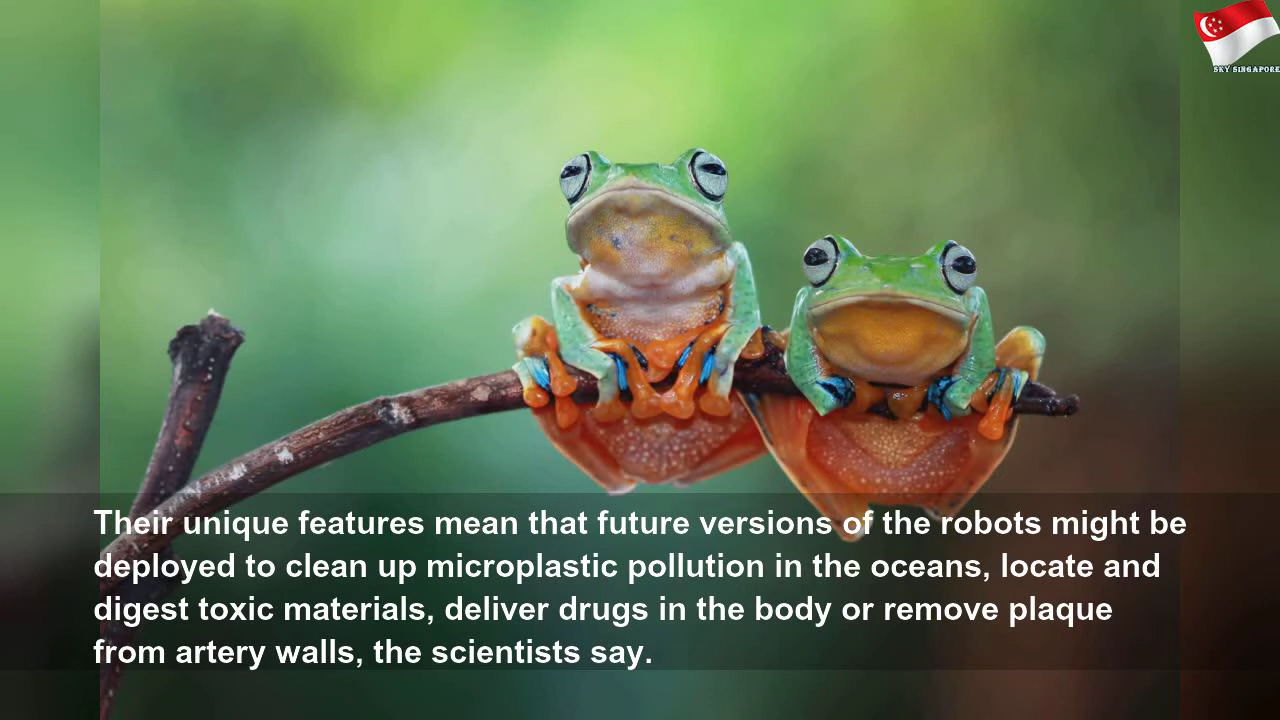 SKY SINGAPORE
Their unique features mean that future versions of the robots might be
deployed to clean up microplastic pollution in the oceans, locate and
digest toxic materials, deliver drugs in the body or remove plaque
from artery walls, the scientists say.